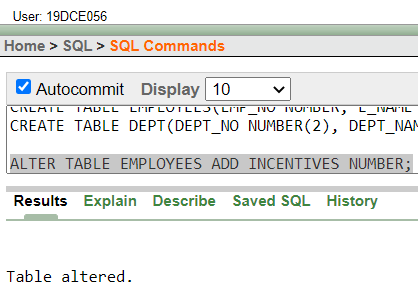 User: 19DCE056
Home > SQL > SQL Commands
Autocommit Display 10
CREATE TABLE EMPLOYEES(EMP_NO NUMBER, E_NAME
CREATE TABLE DEPT(DEPT_NO NUMBER(2), DEPT_NAM
ALTER TABLE EMPLOYEES ADD INCENTIVES NUMBER;
Results Explain Describe Saved SQL History
Table altered.